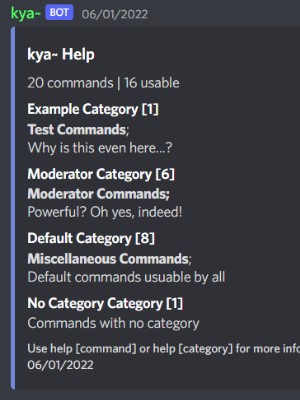 kya~ BOT 06/01/2022
kya~ Help
20 commands | 16 usable
Example Category [1]
Test Commands;
Why is this even here...?
Moderator Category [6]
Moderator Commands;
Powerful? Oh yes, indeed!
Default Category [8]
Miscellaneous Commands;
Default commands usuable by all
No Category Category [1]
Commands with no category
Use help [command] or help [category] for more info
06/01/2022